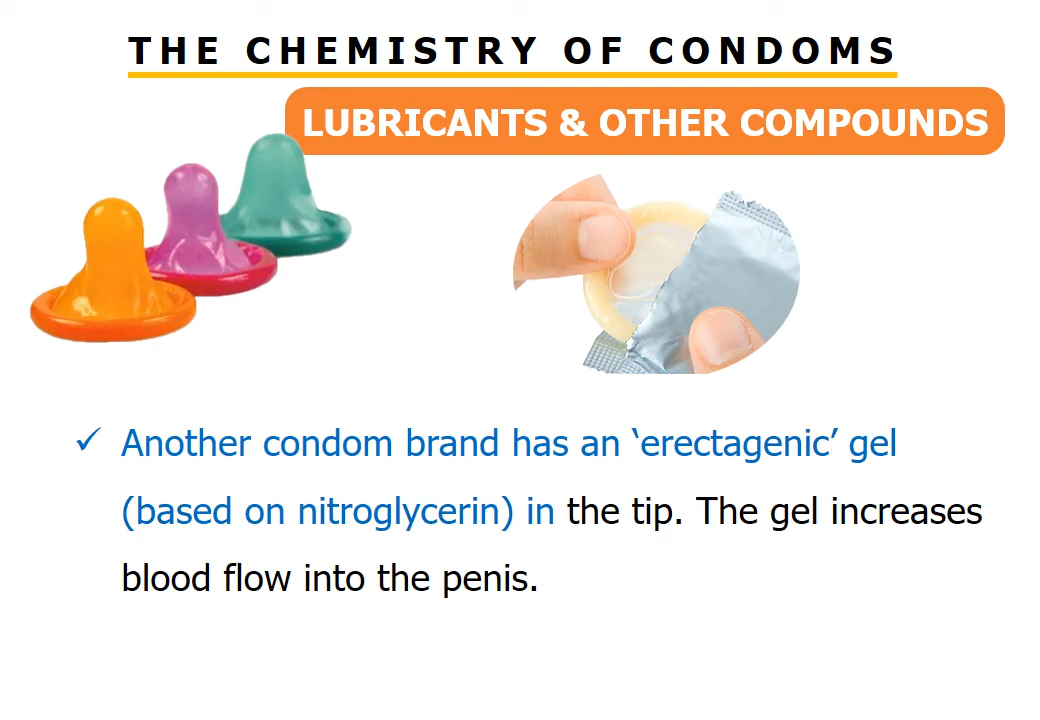 THE CHEMISTRY OF CONDOMS
LUBRICANTS & OTHER COMPOUNDS
✓ Another condom brand has an ‘erectagenic’ gel
(based on nitroglycerin) in the tip. The gel increases
blood flow into the penis.